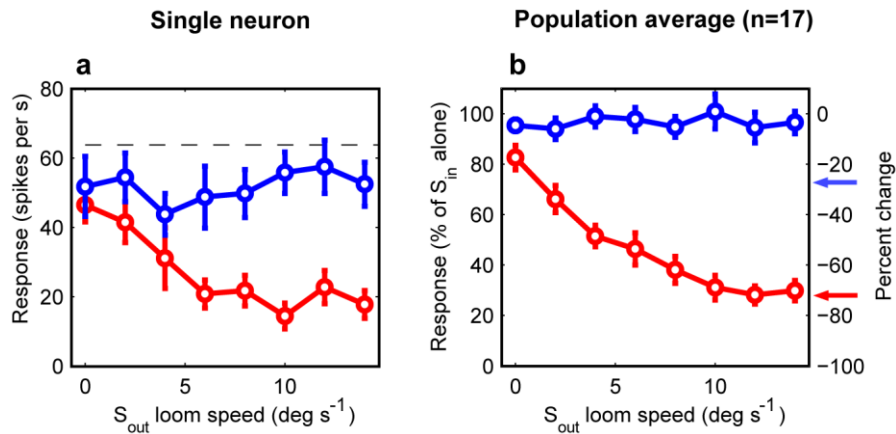 Single neuron
Population average (n=17)
a
80
60
40
20
0
Response (spikes per s)
0
5
10
S_out loom speed (deg s⁻¹)
b
100
80
60
40
20
0
Response (% of S_in alone)
0
5
10
S_out loom speed (deg s⁻¹)
0
−20
−40
−60
−80
−100
Percent change